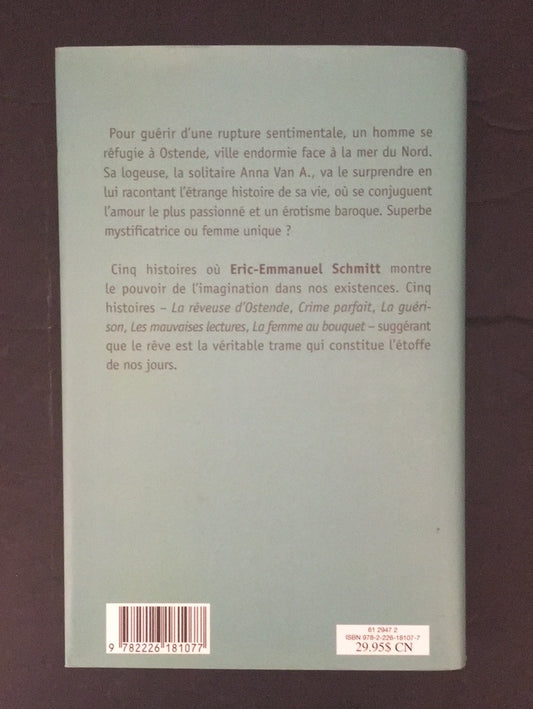 Pour guérir d'une rupture sentimentale, un homme se
réfugie à Ostende, ville endormie face à la mer du Nord.
Sa logeuse, la solitaire Anna Van A., va le surprendre en
lui racontant l'étrange histoire de sa vie, où se conjuguent
l'amour le plus passionné et un érotisme baroque. Superbe
mystificatrice ou femme unique ?
Cinq histoires où Eric-Emmanuel Schmitt montre
le pouvoir de l'imagination dans nos existences. Cinq
histoires – La rêveuse d'Ostende, Crime parfait, La guéri-
son, Les mauvaises lectures, La femme au bouquet – suggérant
que le rêve est la véritable trame qui constitue l'étoffe
de nos jours.
9 782226 181077
61 2947 2
ISBN 978-2-226-18107-7
29.95$ CN